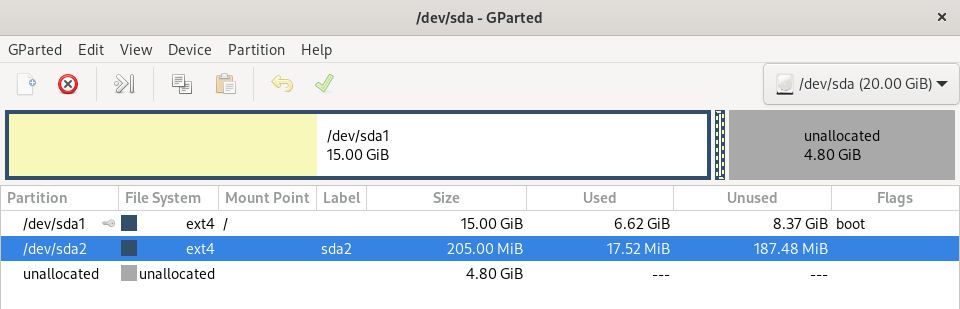 /dev/sda - GParted
×
GParted Edit View Device Partition Help
/dev/sda (20.00 GiB)
/dev/sda1
15.00 GiB
unallocated
4.80 GiB
Partition File System Mount Point Label Size Used Unused Flags
/dev/sda1 ext4 / 15.00 GiB 6.62 GiB 8.37 GiB boot
/dev/sda2 ext4 sda2 205.00 MiB 17.52 MiB 187.48 MiB
unallocated unallocated 4.80 GiB --- ---